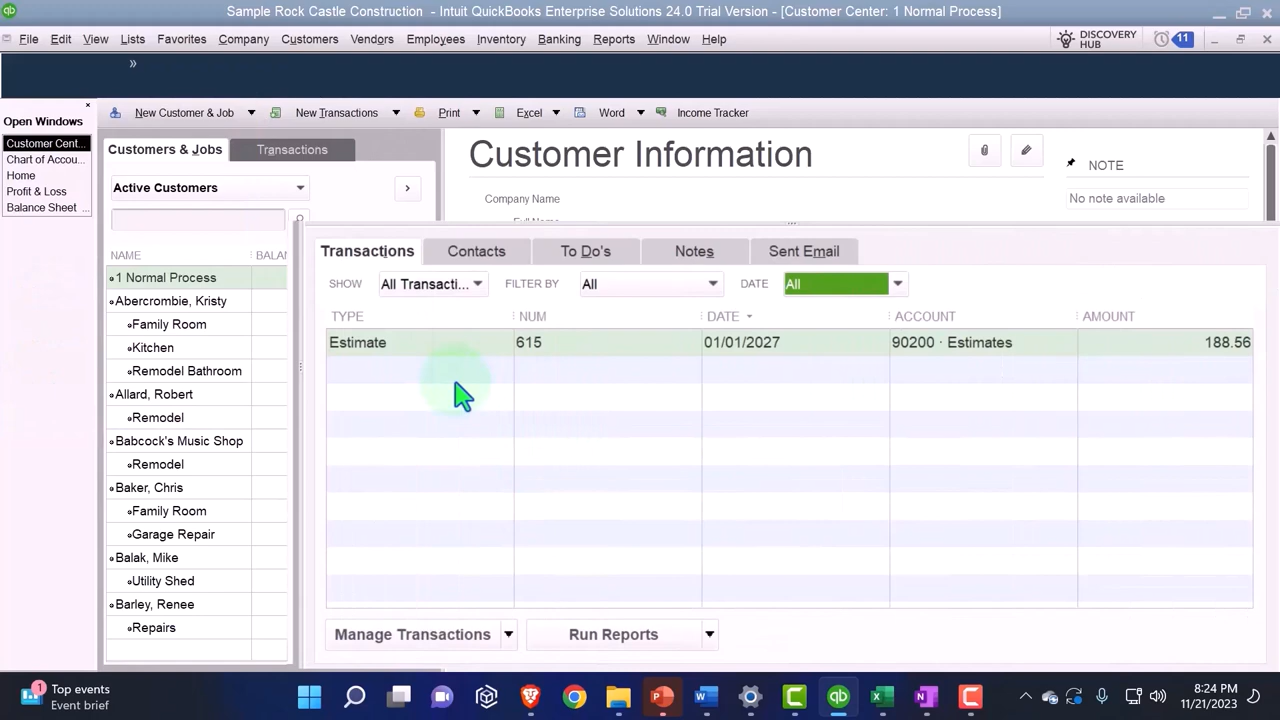 Sample Rock Castle Construction - Intuit QuickBooks Enterprise Solutions 24.0 Trial Version - [Customer Center: 1 Normal Process]
File Edit View Lists Favorites Company Customers Vendors Employees Inventory Banking Reports Window Help
DISCOVERY HUB 11
»
New Customer & Job New Transactions Print Excel Word Income Tracker
Open Windows
Customer Cent...
Chart of Accou...
Home
Profit & Loss
Balance Sheet ...
Customers & Jobs Transactions
Active Customers
NAME BALAN
1 Normal Process
Abercrombie, Kristy
Family Room
Kitchen
Remodel Bathroom
Allard, Robert
Remodel
Babcock's Music Shop
Remodel
Baker, Chris
Family Room
Garage Repair
Balak, Mike
Utility Shed
Barley, Renee
Repairs
Customer Information
Company Name
Full Name
NOTE
No note available
Transactions Contacts To Do's Notes Sent Email
SHOW All Transacti... FILTER BY All DATE All
TYPE NUM DATE ACCOUNT AMOUNT
Estimate 615 01/01/2027 90200 · Estimates 188.56
Manage Transactions Run Reports
1 Top events
Event brief
8:24 PM
11/21/2023